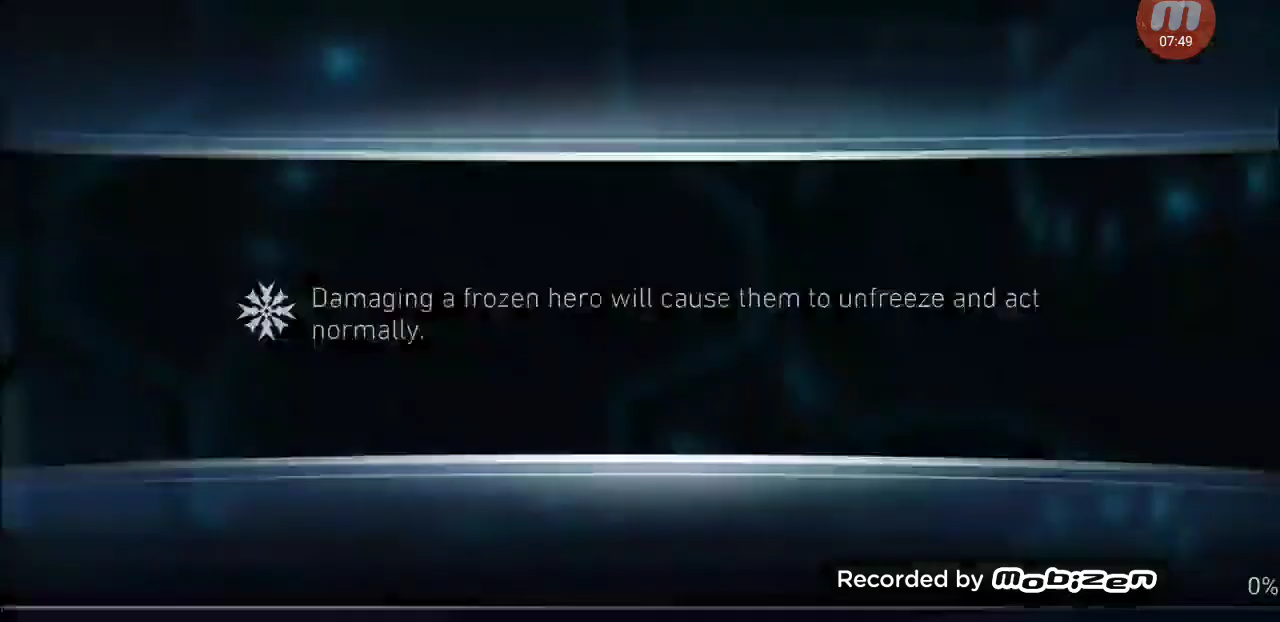 m
07:49
Damaging a frozen hero will cause them to unfreeze and act
normally.
Recorded by mobizen
0%